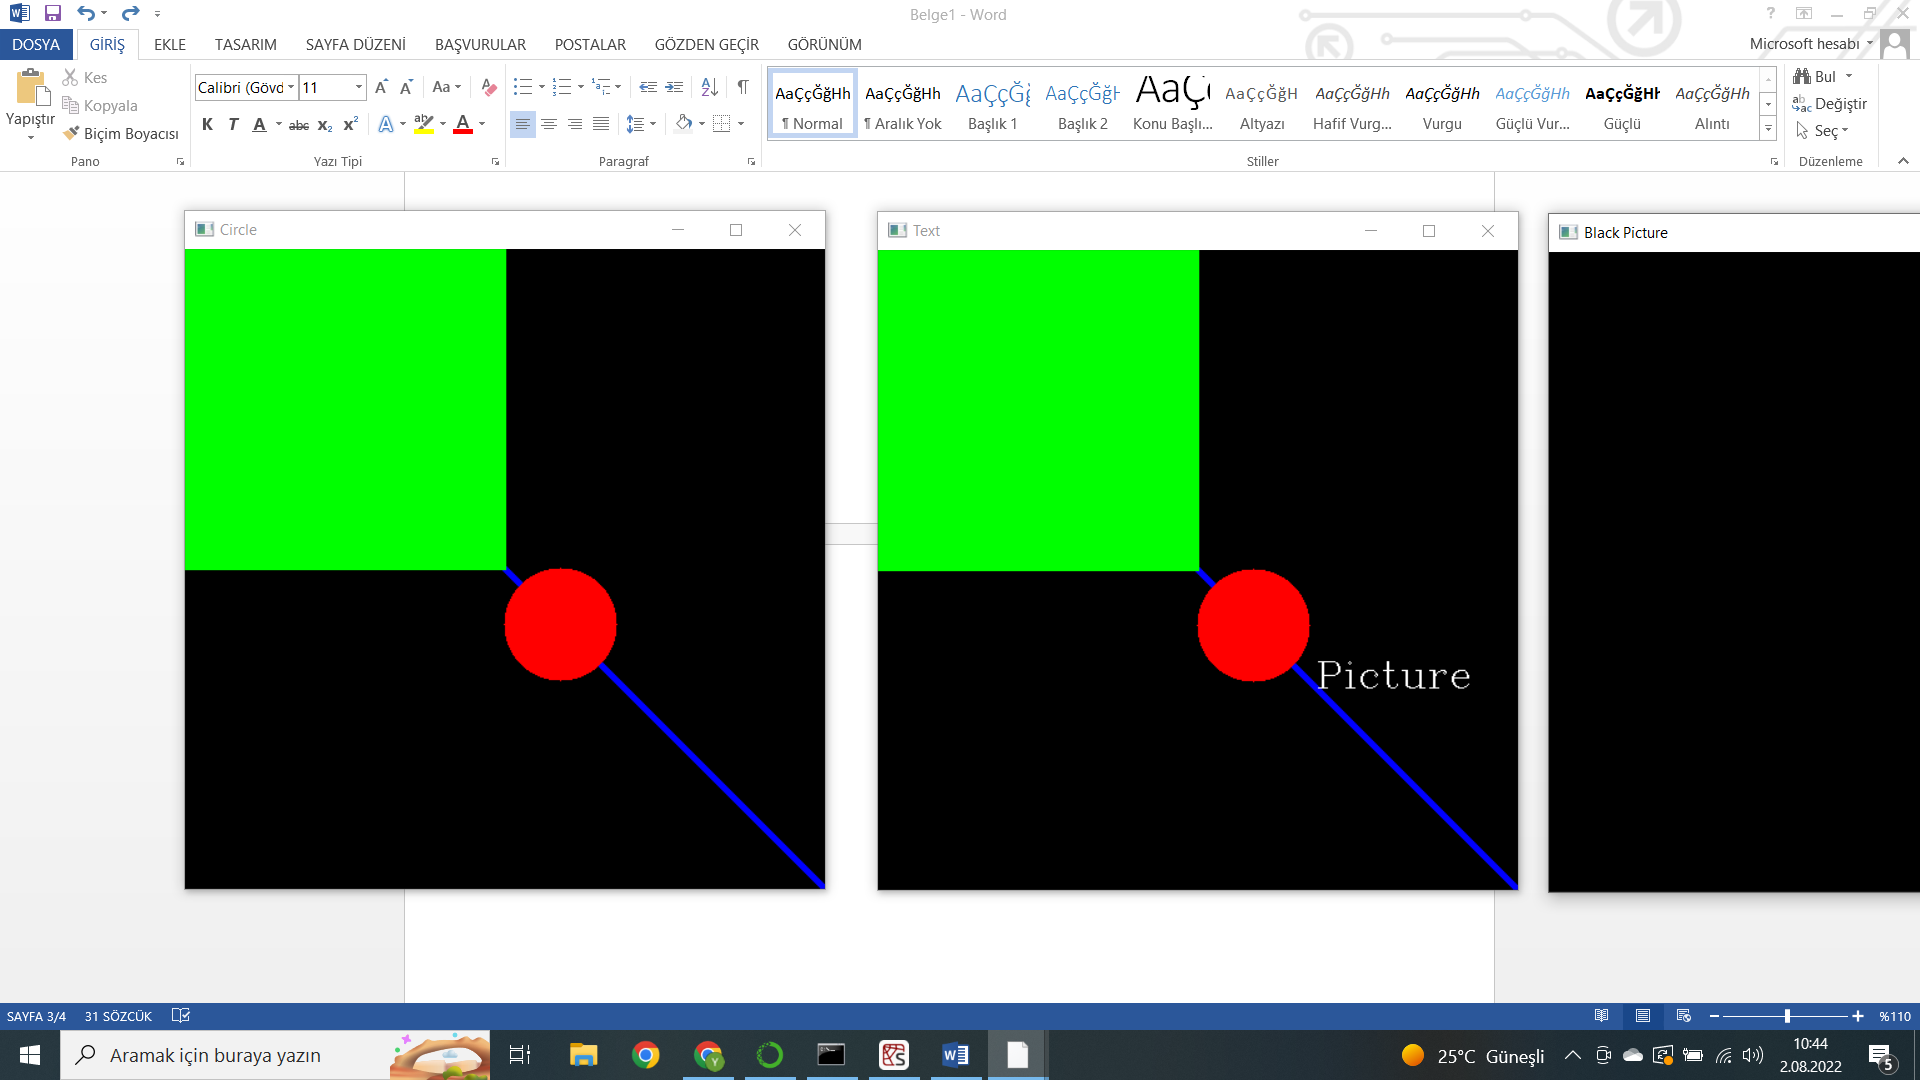 Belge1 - Word
?
DOSYA GİRİŞ EKLE TASARIM SAYFA DÜZENİ BAŞVURULAR POSTALAR GÖZDEN GEÇİR GÖRÜNÜM
Microsoft hesabı
Yapıştır
Kes
Kopyala
Biçim Boyacısı
Pano
Calibri (Gövd 11
K T A abc X₂ X² A ab A
Yazı Tipi
Paragraf
AaÇçĞğHh AaÇçĞğHh AaÇçĞğ AaÇçĞğH AaÇç AaÇçĞğH AaÇçĞğHh AaÇçĞğHh AaÇçĞğHh AaÇçĞğHh AaÇçĞğHh
¶ Normal ¶ Aralık Yok Başlık 1 Başlık 2 Konu Başlı... Altyazı Hafif Vurg... Vurgu Güçlü Vur... Güçlü Alıntı
Stiller
Bul
Değiştir
Seç
Düzenleme
Circle
Text
Black Picture
Picture
SAYFA 3/4 31 SÖZCÜK
%110
Aramak için buraya yazın
25°C Güneşli
10:44
2.08.2022
5